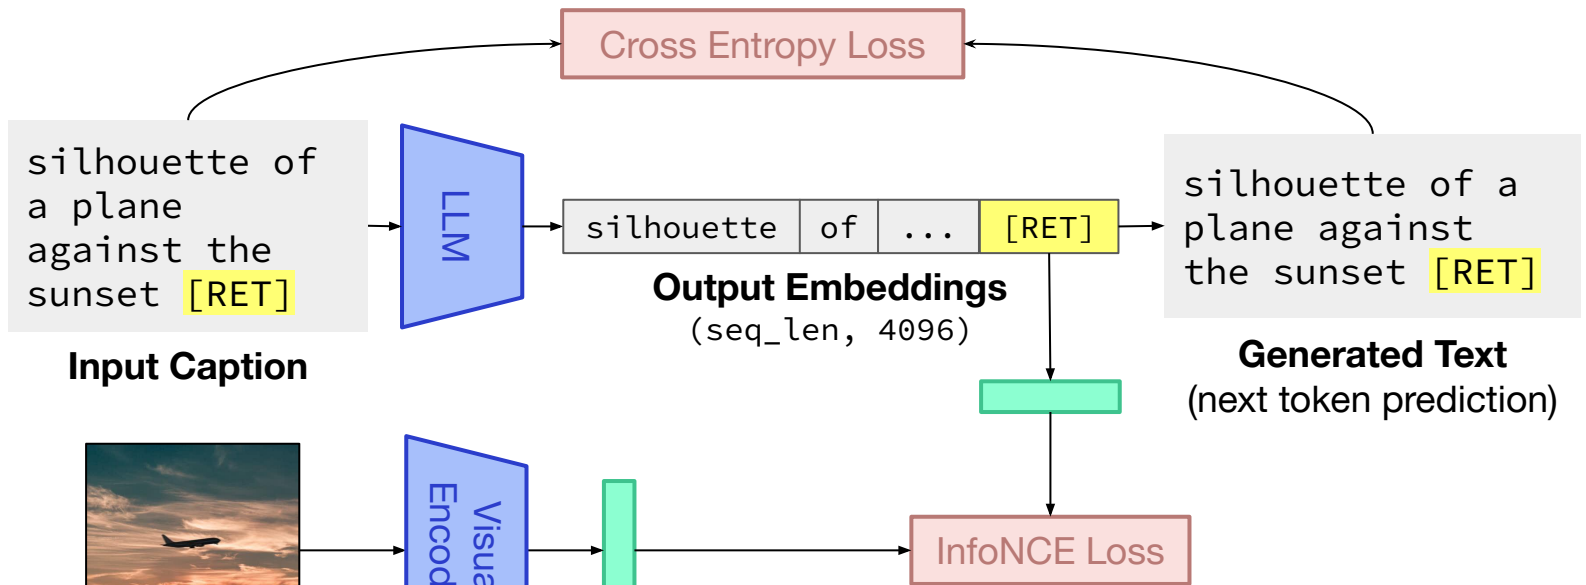 Cross Entropy Loss
silhouette of
a plane
against the
sunset [RET]
Input Caption
LLM
silhouette of ... [RET]
Output Embeddings
(seq_len, 4096)
silhouette of a
plane against
the sunset [RET]
Generated Text
(next token prediction)
InfoNCE Loss